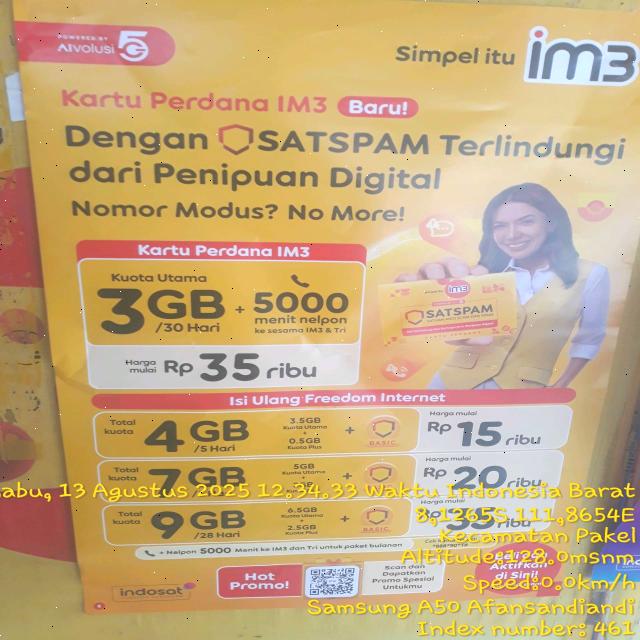 POWERED BY
AIvolusi 5G
Simpel itu im3
Kartu Perdana IM3 Baru!
Dengan SATSPAM Terlindungi
dari Penipuan Digital
Nomor Modus? No More!
Kartu Perdana IM3
Kuota Utama
3GB /30 Hari
+ 5000
menit nelpon
ke sesama IM3 & Tri
Harga mulai Rp 35 ribu
im3
SATSPAM
Isi Ulang Freedom Internet
Total kuota 4GB /5 Hari
3.5GB
Kuota Utama
+
0.5GB
Kuota Plus
+ BASIC
Harga mulai
Rp 15 ribu
Total kuota 7GB
5GB
Kuota Utama
+
Harga mulai
Rp 20 ribu
Total kuota 9GB /28 Hari
6.5GB
Kuota Utama
+
2.5GB
Kuota Plus
+ BASIC
+ Nelpon 5000 Menit ke IM3 dan Tri untuk paket bulanan
indosat
Hot
Promo!
Scan dan
Dapatkan
Promo Spesial
Untukmu
Aktifkan
di Sini!
abu, 13 Agustus 2025 12.34.33 Waktu Indonesia Barat
8,1265S 111,8654E
Kecamatan Pakel
Altitude:128.0msnm
Speed:0.0km/h
Samsung A50 Afansandiandi
Index number: 461